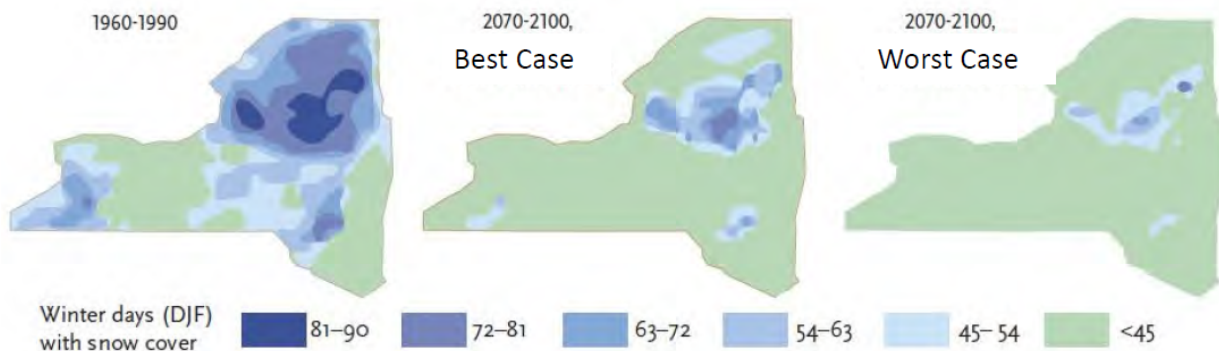 1960-1990
2070-2100,
Best Case
2070-2100,
Worst Case
Winter days (DJF)
with snow cover
81–90
72–81
63–72
54–63
45–54
<45